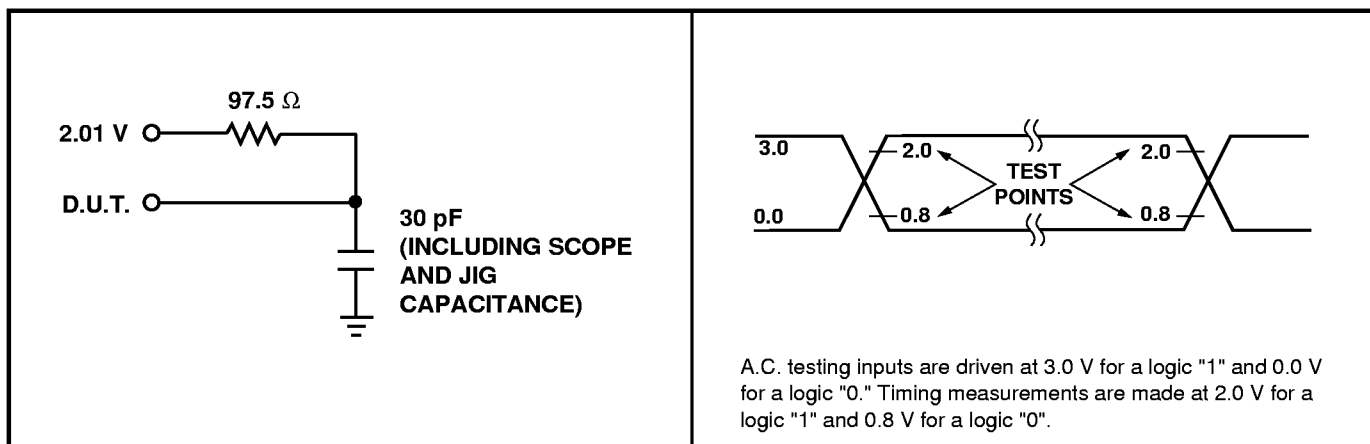 97.5 Ω
2.01 V
D.U.T.
30 pF
(INCLUDING SCOPE
AND JIG
CAPACITANCE)
3.0
2.0
TEST
POINTS
2.0
0.0
0.8
0.8
A.C. testing inputs are driven at 3.0 V for a logic "1" and 0.0 V
for a logic "0." Timing measurements are made at 2.0 V for a
logic "1" and 0.8 V for a logic "0".